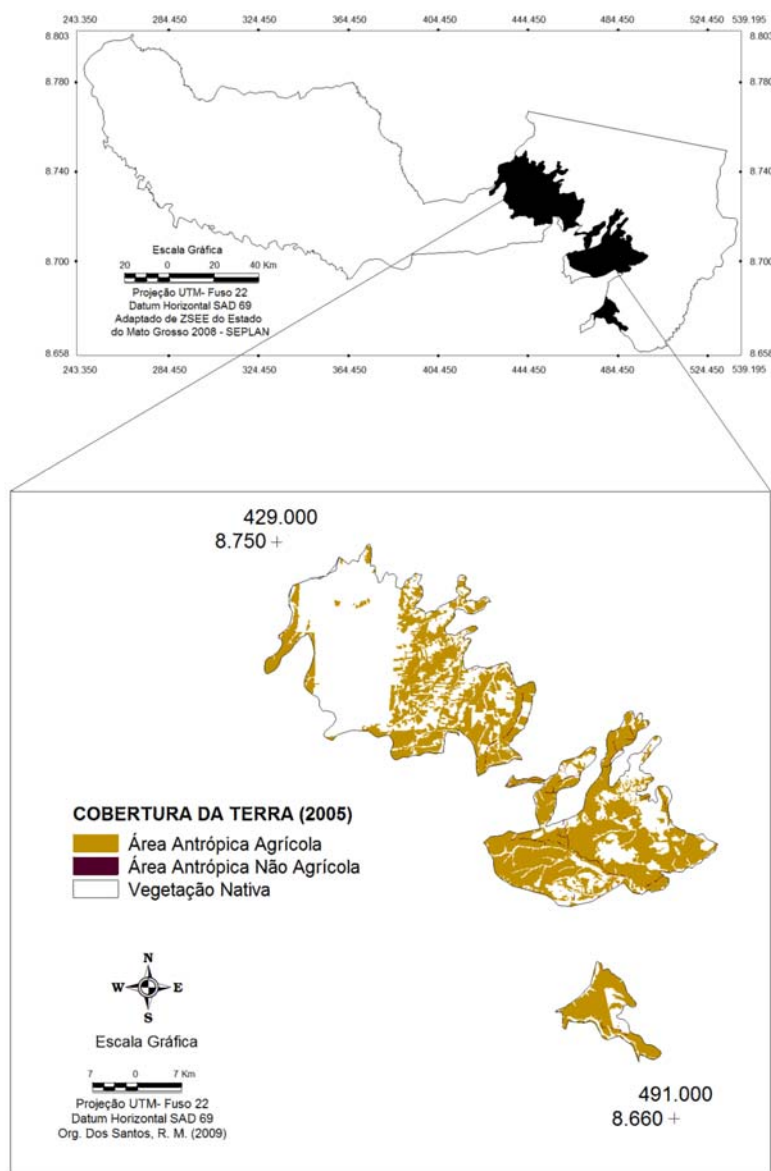 243.350 284.450 324.450 364.450 404.450 444.450 484.450 524.450 539.195
8.803 8.803
8.780 8.780
8.740 8.740
8.700 8.700
8.658 8.658
Escala Gráfica
20 0 20 40 Km
Projeção UTM- Fuso 22
Datum Horizontal SAD 69
Adaptado de ZSEE do Estado
do Mato Grosso 2008 - SEPLAN
243.350 284.450 324.450 364.450 404.450 444.450 484.450 524.450 539.195
429.000
8.750
COBERTURA DA TERRA (2005)
Área Antrópica Agrícola
Área Antrópica Não Agrícola
Vegetação Nativa
N
W E
S
Escala Gráfica
7 0 7 Km
Projeção UTM- Fuso 22
Datum Horizontal SAD 69
Org. Dos Santos, R. M. (2009)
491.000
8.660